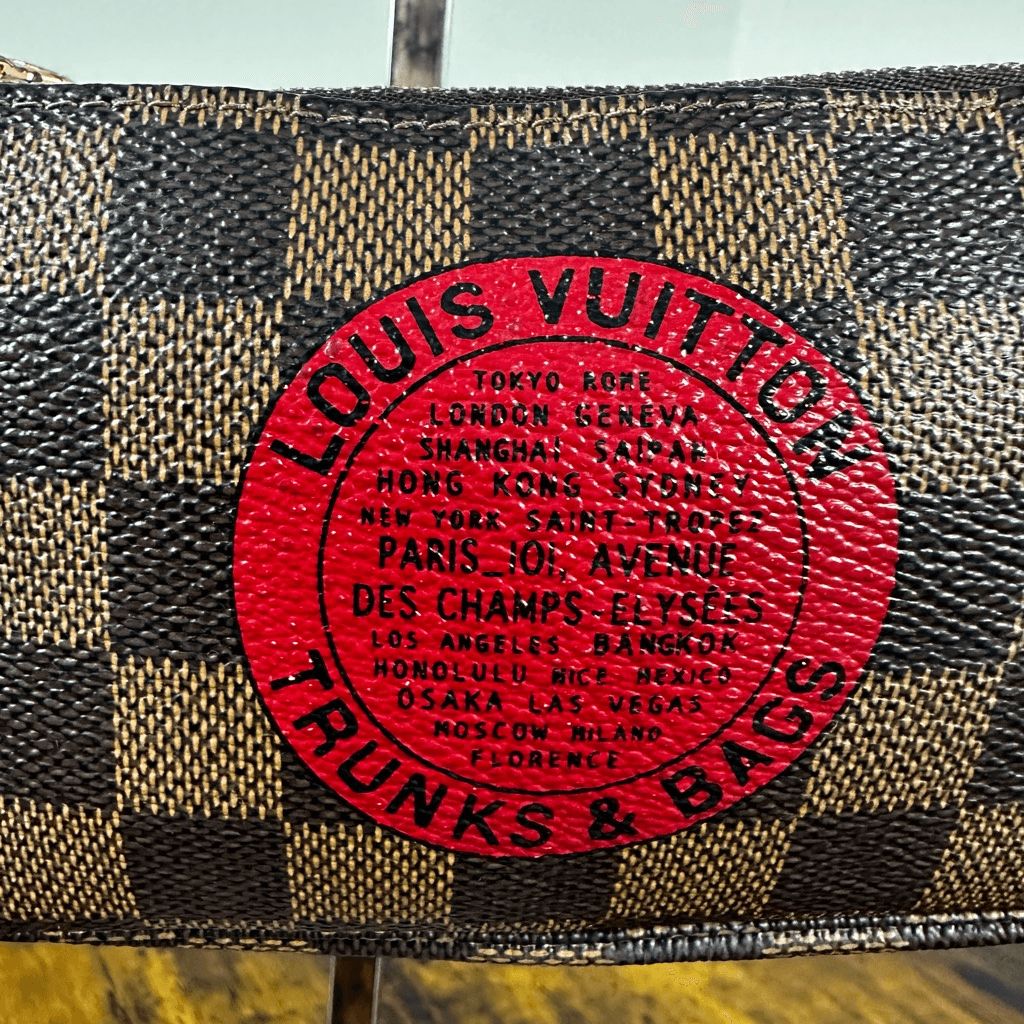 LOUIS VUITTON
TOKYO ROME
LONDON GENEVA
SHANGHAI SAIPAN
HONG KONG SYDNEY
NEW YORK SAINT-TROPEZ
PARIS_101, AVENUE
DES CHAMPS-ELYSÉES
LOS ANGELES BANGKOK
HONOLULU NICE MEXICO
OSAKA LAS VEGAS
MOSCOW MILANO
FLORENCE
TRUNKS & BAGS